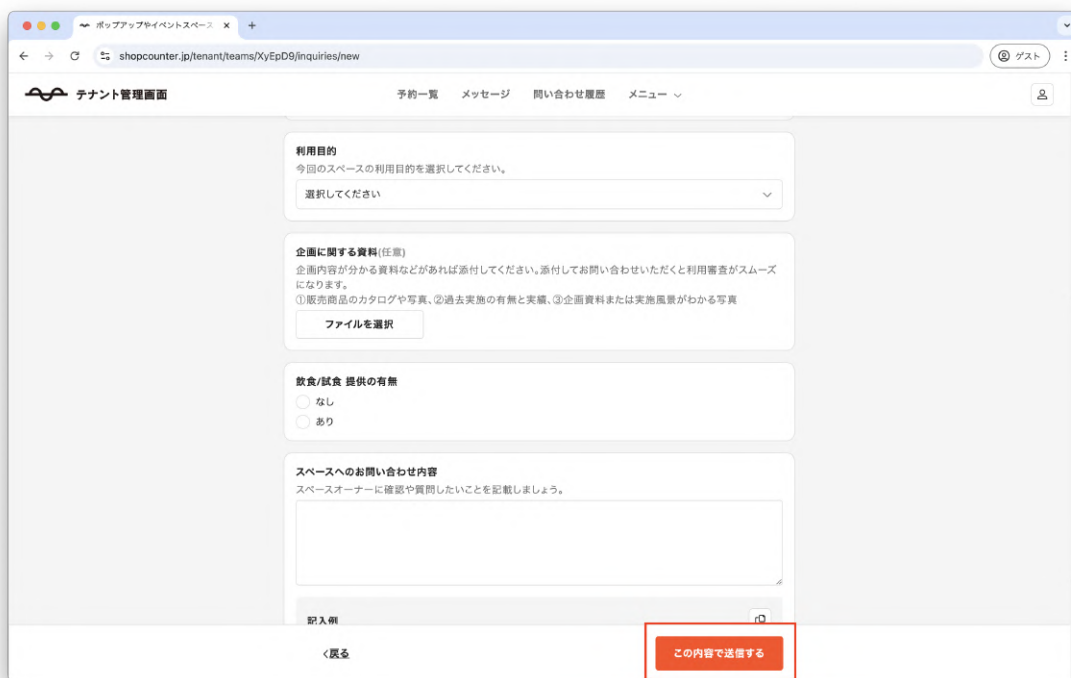 ポップアップやイベントスペース
shopcounter.jp/tenant/teams/XyEpD9/inquiries/new
ゲスト
テナント管理画面
予約一覧 メッセージ 問い合わせ履歴 メニュー
利用目的
今回のスペースの利用目的を選択してください。
選択してください
企画に関する資料(任意)
企画内容が分かる資料などがあれば添付してください。添付してお問い合わせいただくと利用審査がスムーズ
になります。
①販売商品のカタログや写真、②過去実施の有無と実績、③企画資料または実施風景がわかる写真
ファイルを選択
飲食/試食 提供の有無
なし
あり
スペースへのお問い合わせ内容
スペースオーナーに確認や質問したいことを記載しましょう。
記入例
戻る
この内容で送信する